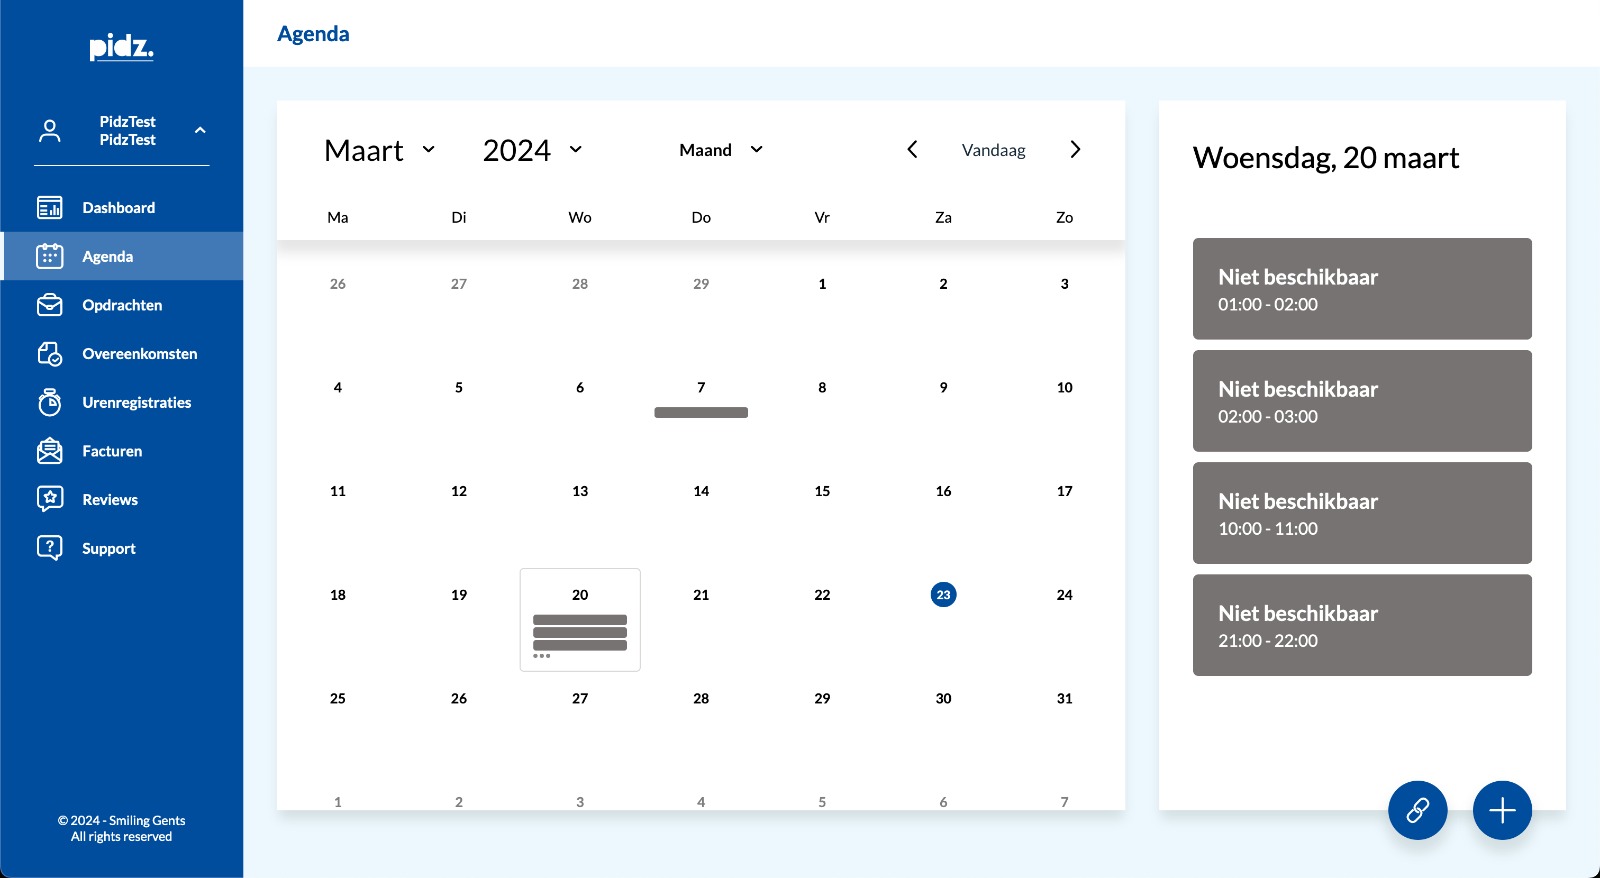 pidz.
PidzTest
PidzTest
Dashboard
Agenda
Opdrachten
Overeenkomsten
Urenregistraties
Facturen
Reviews
Support
© 2024 - Smiling Gents
All rights reserved
Agenda
Maart 2024 Maand Vandaag
Ma Di Wo Do Vr Za Zo
26 27 28 29 1 2 3
4 5 6 7 8 9 10
11 12 13 14 15 16 17
18 19 20 21 22 23 24
25 26 27 28 29 30 31
1 2 3 4 5 6 7
Woensdag, 20 maart
Niet beschikbaar
01:00 - 02:00
Niet beschikbaar
02:00 - 03:00
Niet beschikbaar
10:00 - 11:00
Niet beschikbaar
21:00 - 22:00